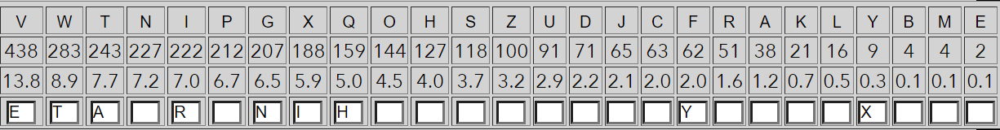 V W T N I P G X Q O H S Z U D J C F R A K L Y B M E
438 283 243 227 222 212 207 188 159 144 127 118 100 91 71 65 63 62 51 38 21 16 9 4 4 2
13.8 8.9 7.7 7.2 7.0 6.7 6.5 5.9 5.0 4.5 4.0 3.7 3.2 2.9 2.2 2.1 2.0 2.0 1.6 1.2 0.7 0.5 0.3 0.1 0.1 0.1
E T A R N I H Y X